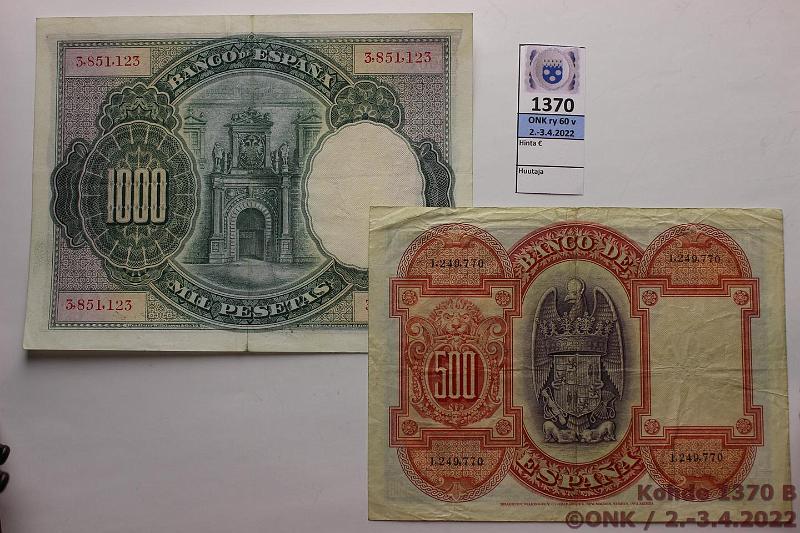 3.851,123
3.851,123
BANCO DE ESPAÑA
1000
MIL PESETAS
3.851,123
1370
ONK ry 60 v
2.-3.4.2022
Hinta €
Huutaja
BANCO DE
1.249,770
1.249,770
500
1.249,770
1.249,770
ESPAÑA
Kohde 1370 B
©ONK / 2.-3.4.2022